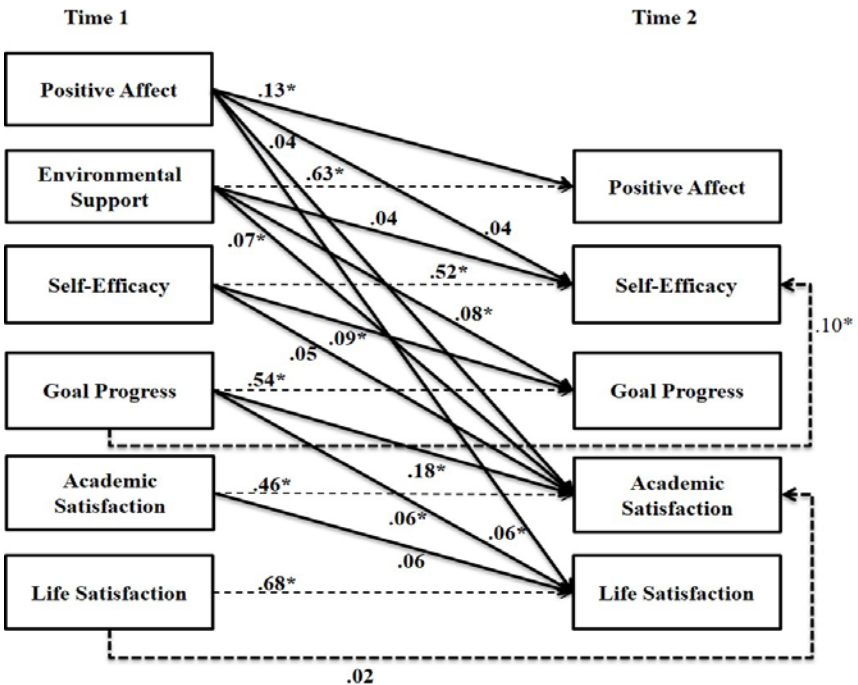 Time 1
Time 2
Positive Affect
.13*
.04
Environmental
Support
.63*
Positive Affect
.04
.04
.07*
Self-Efficacy
.52*
Self-Efficacy
.08*
.10*
.09*
.05
Goal Progress
.54*
Goal Progress
.18*
Academic
Satisfaction
.46*
Academic
Satisfaction
.06*
.06*
.06
Life Satisfaction
.68*
Life Satisfaction
.02